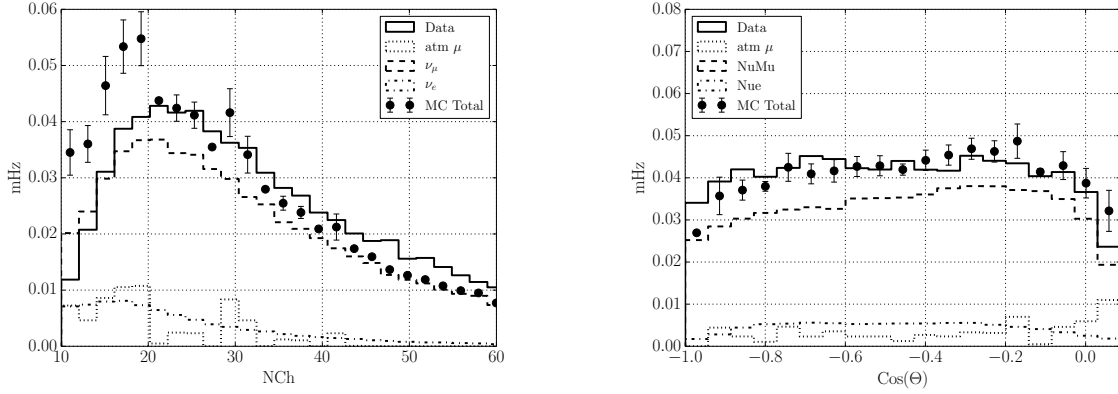 0.06
0.05
0.04
0.03
0.02
0.01
0.00
mHz
10
20
30
40
50
60
NCh
Data
atm μ
ν_μ
ν_e
MC Total
0.08
0.07
0.06
0.05
0.04
0.03
0.02
0.01
0.00
mHz
−1.0
−0.8
−0.6
−0.4
−0.2
0.0
Cos(Θ)
Data
atm μ
NuMu
Nue
MC Total